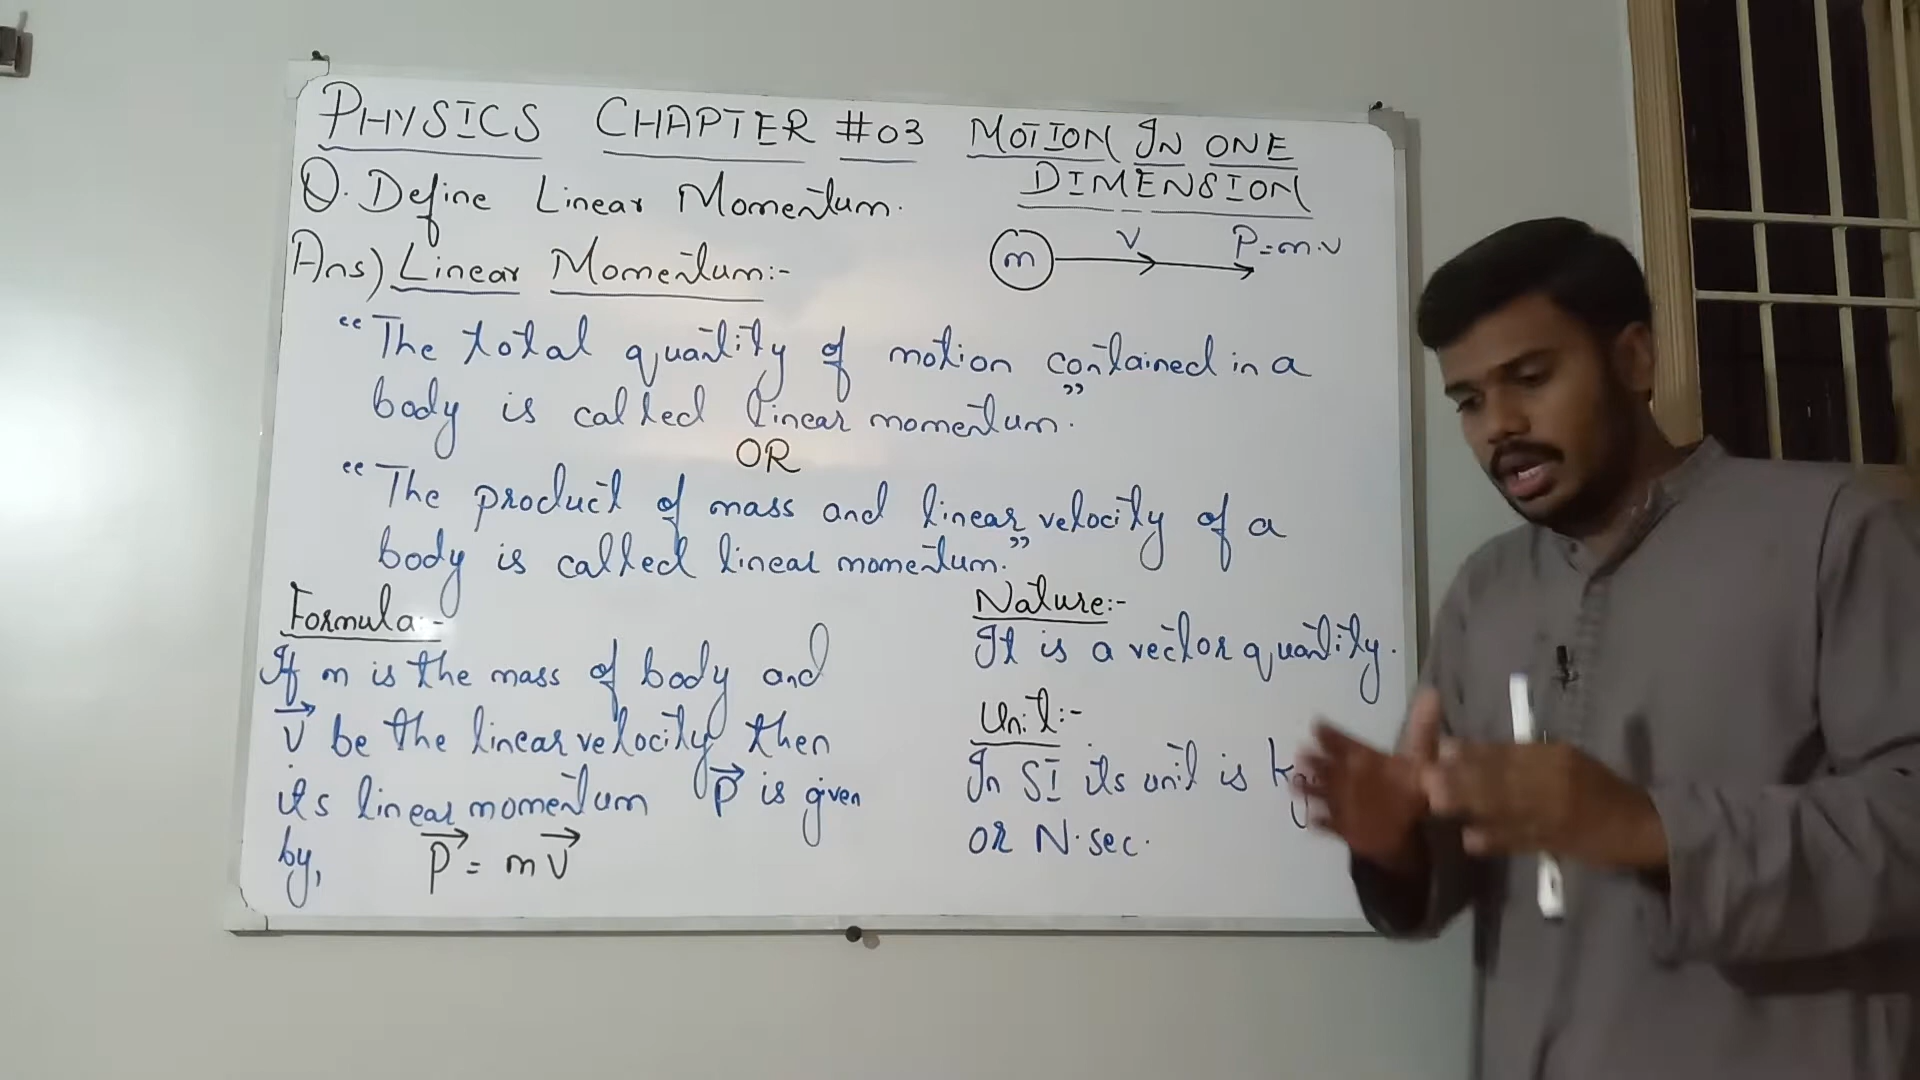 PHYSICS CHAPTER #03 MOTION IN ONE
DIMENSION
Q. Define Linear Momentum.
m V P=m.v
Ans) Linear Momentum:-
"The total quantity of motion contained in a
body is called linear momentum."
OR
"The product of mass and linear velocity of a
body is called linear momentum."
Formula:-
If m is the mass of body and
v⃗ be the linear velocity then
its linear momentum P⃗ is given
by,
P⃗ = mv⃗
Nature:-
It is a vector quantity.
Unit:-
In SI its unit is
or N.sec.